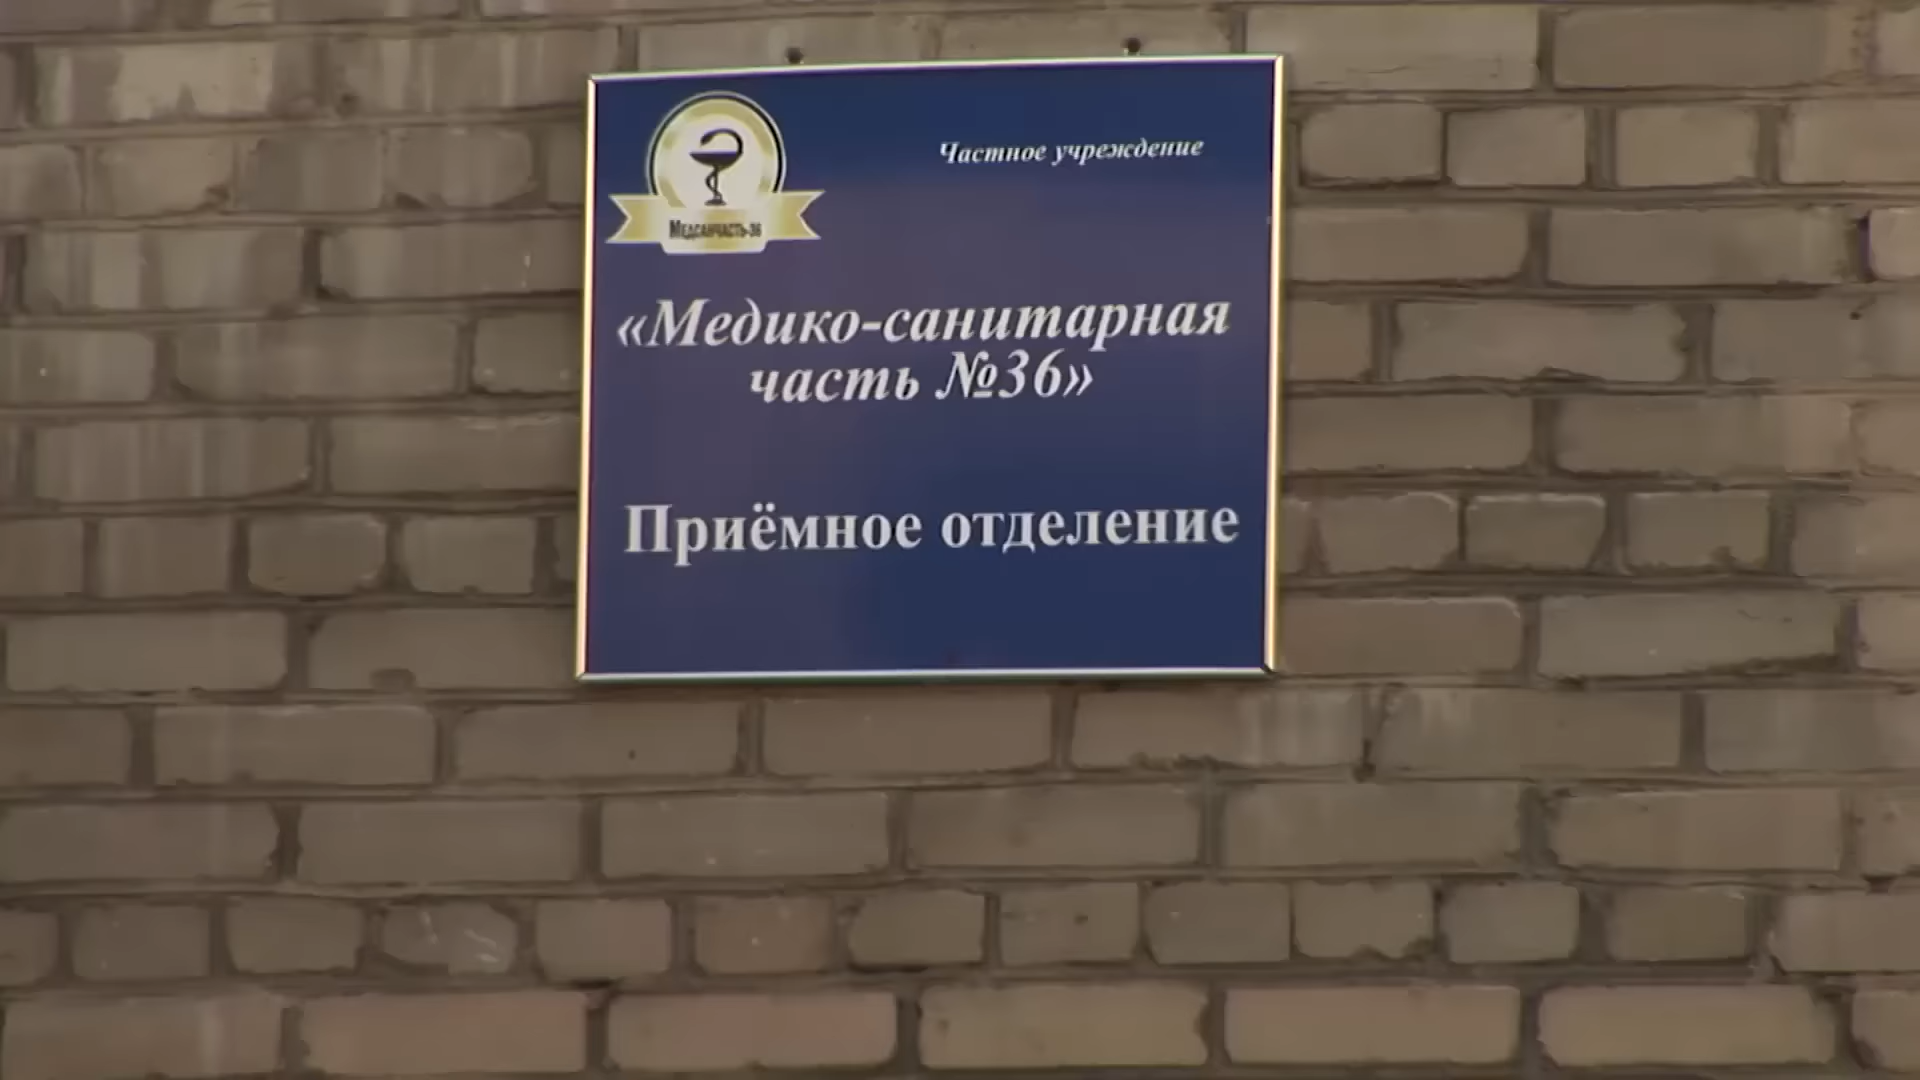 Частное учреждение
Медсанчасть-36
«Медико-санитарная
часть №36»
Приёмное отделение